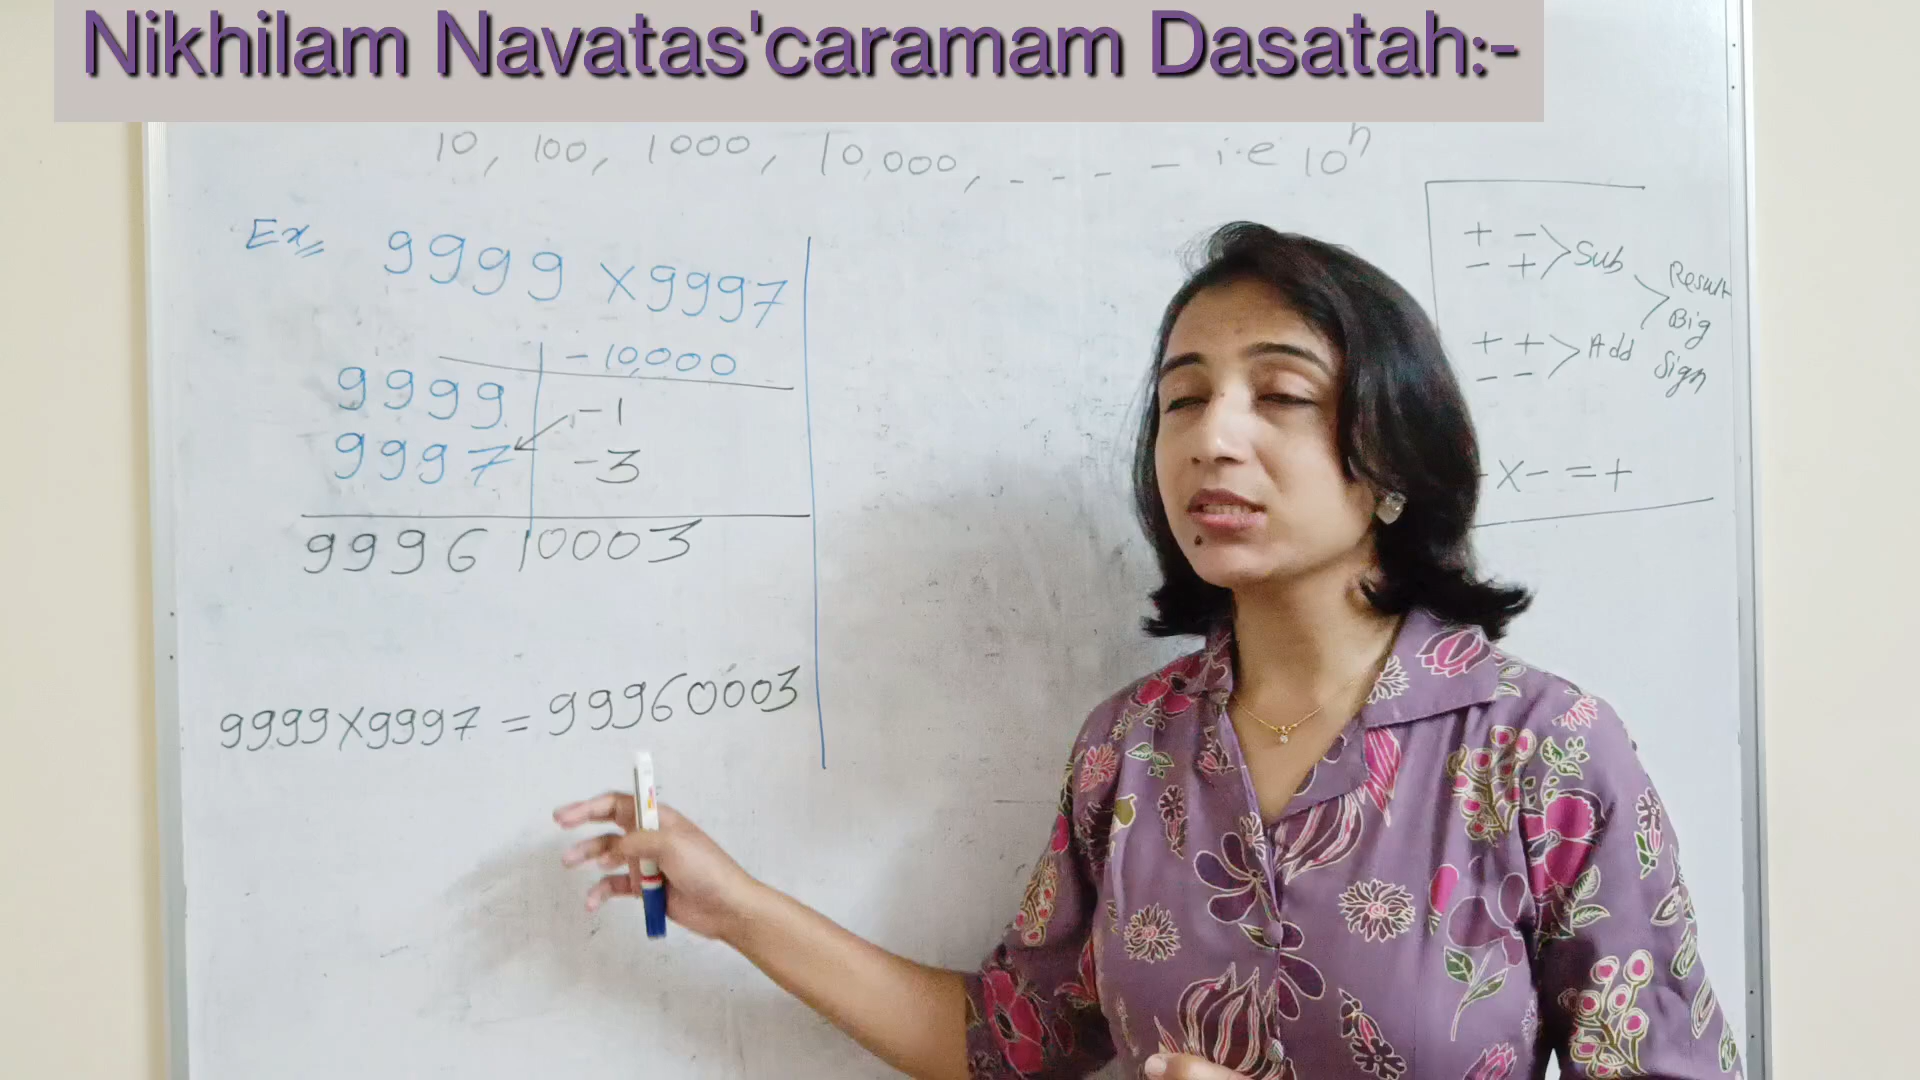 Nikhilam Navatas'caramam Dasatah:-
10, 100, 1000, 10,000, - - - - i.e 10^n
Ex, 9999 x 9997
- 10,000
9999 | -1
9997 | -3
9996 | 0003
9999 x 9997 = 99960003
+ -
- + > Sub
+ +
- - > Add
Result
Big
Sign
- x - = +